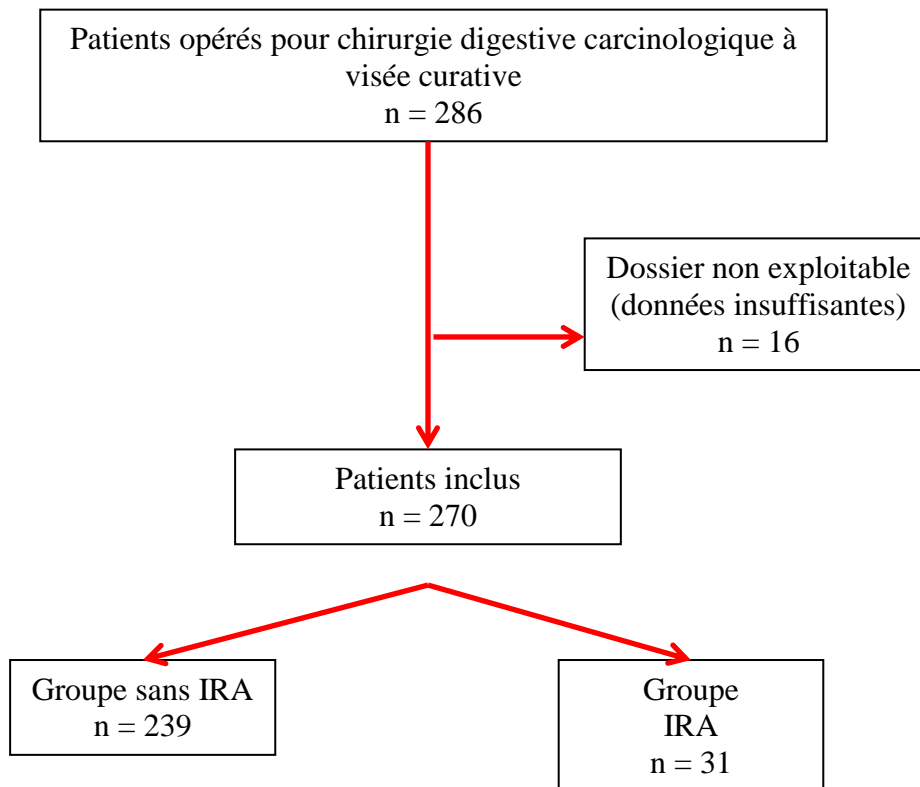 Patients opérés pour chirurgie digestive carcinologique à
visée curative
n = 286
Dossier non exploitable
(données insuffisantes)
n = 16
Patients inclus
n = 270
Groupe sans IRA
n = 239
Groupe
IRA
n = 31